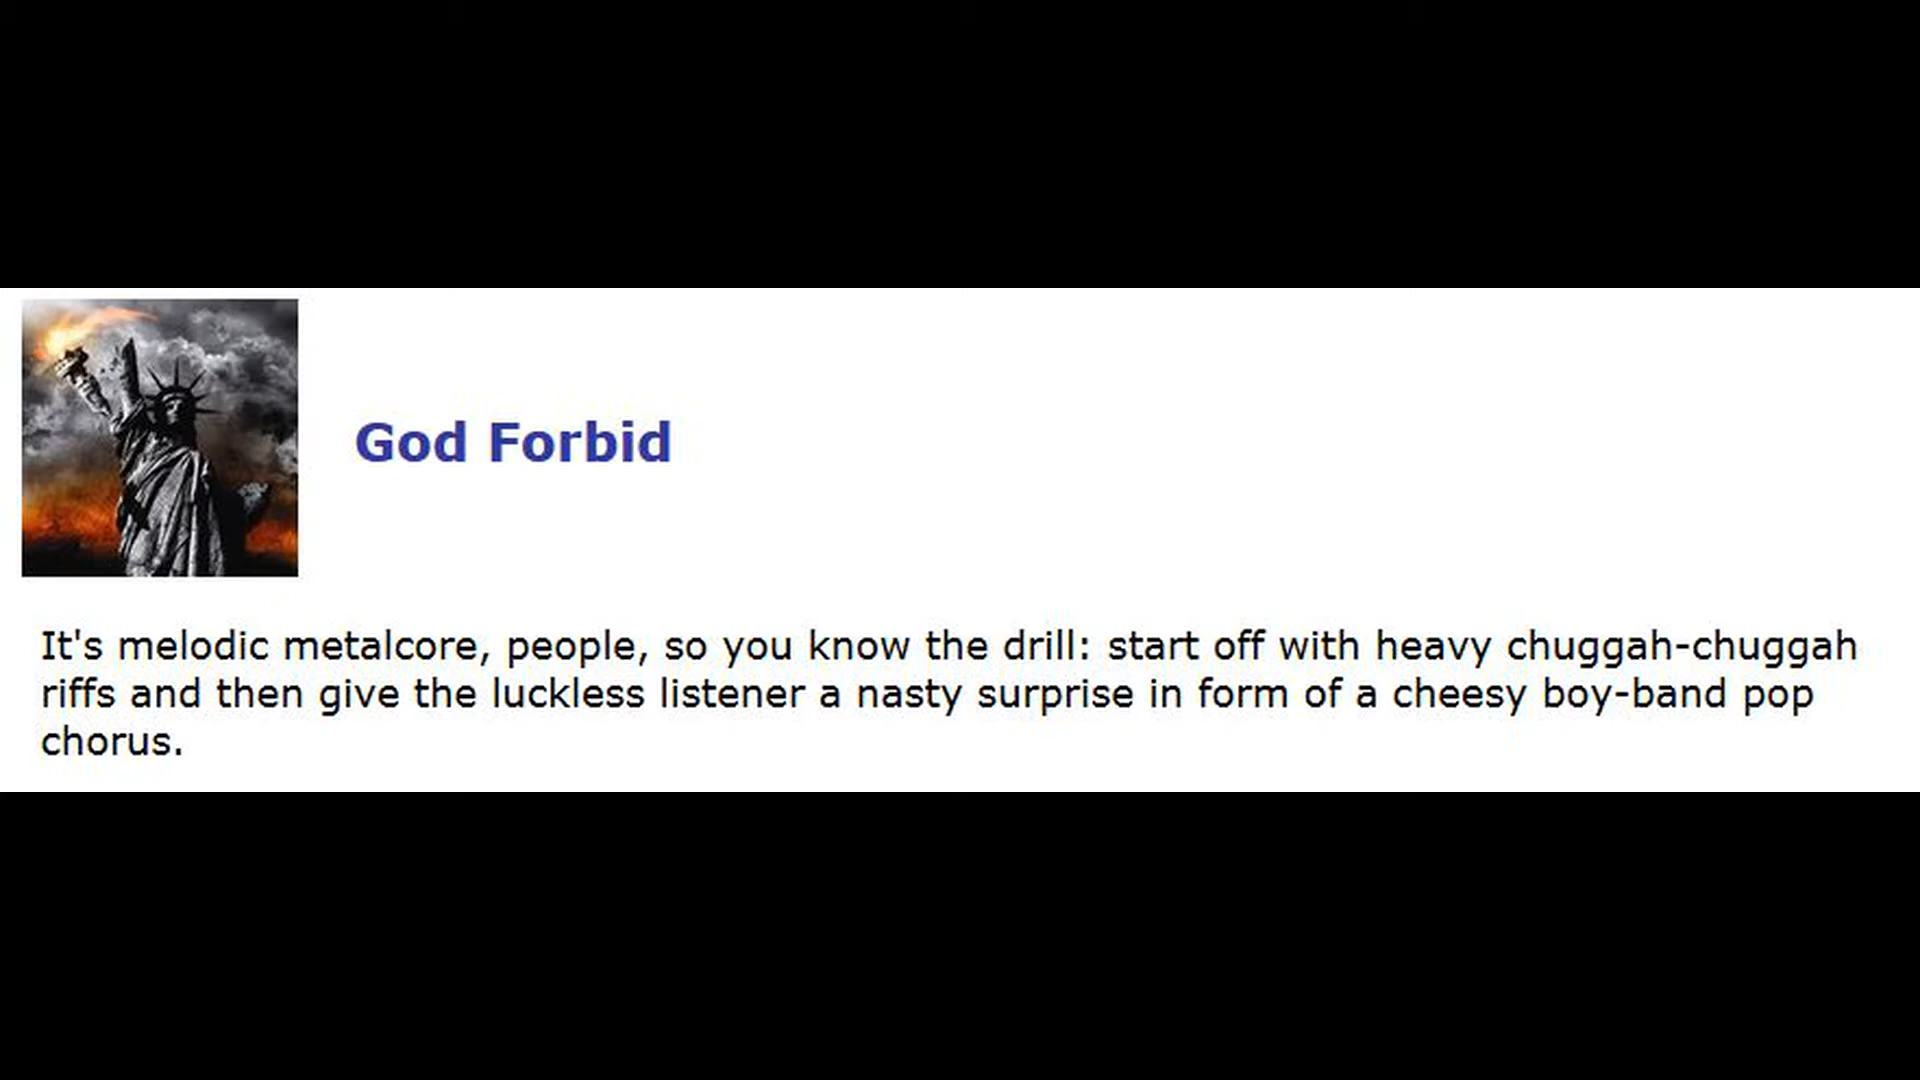 God Forbid
It's melodic metalcore, people, so you know the drill: start off with heavy chuggah-chuggah
riffs and then give the luckless listener a nasty surprise in form of a cheesy boy-band pop
chorus.